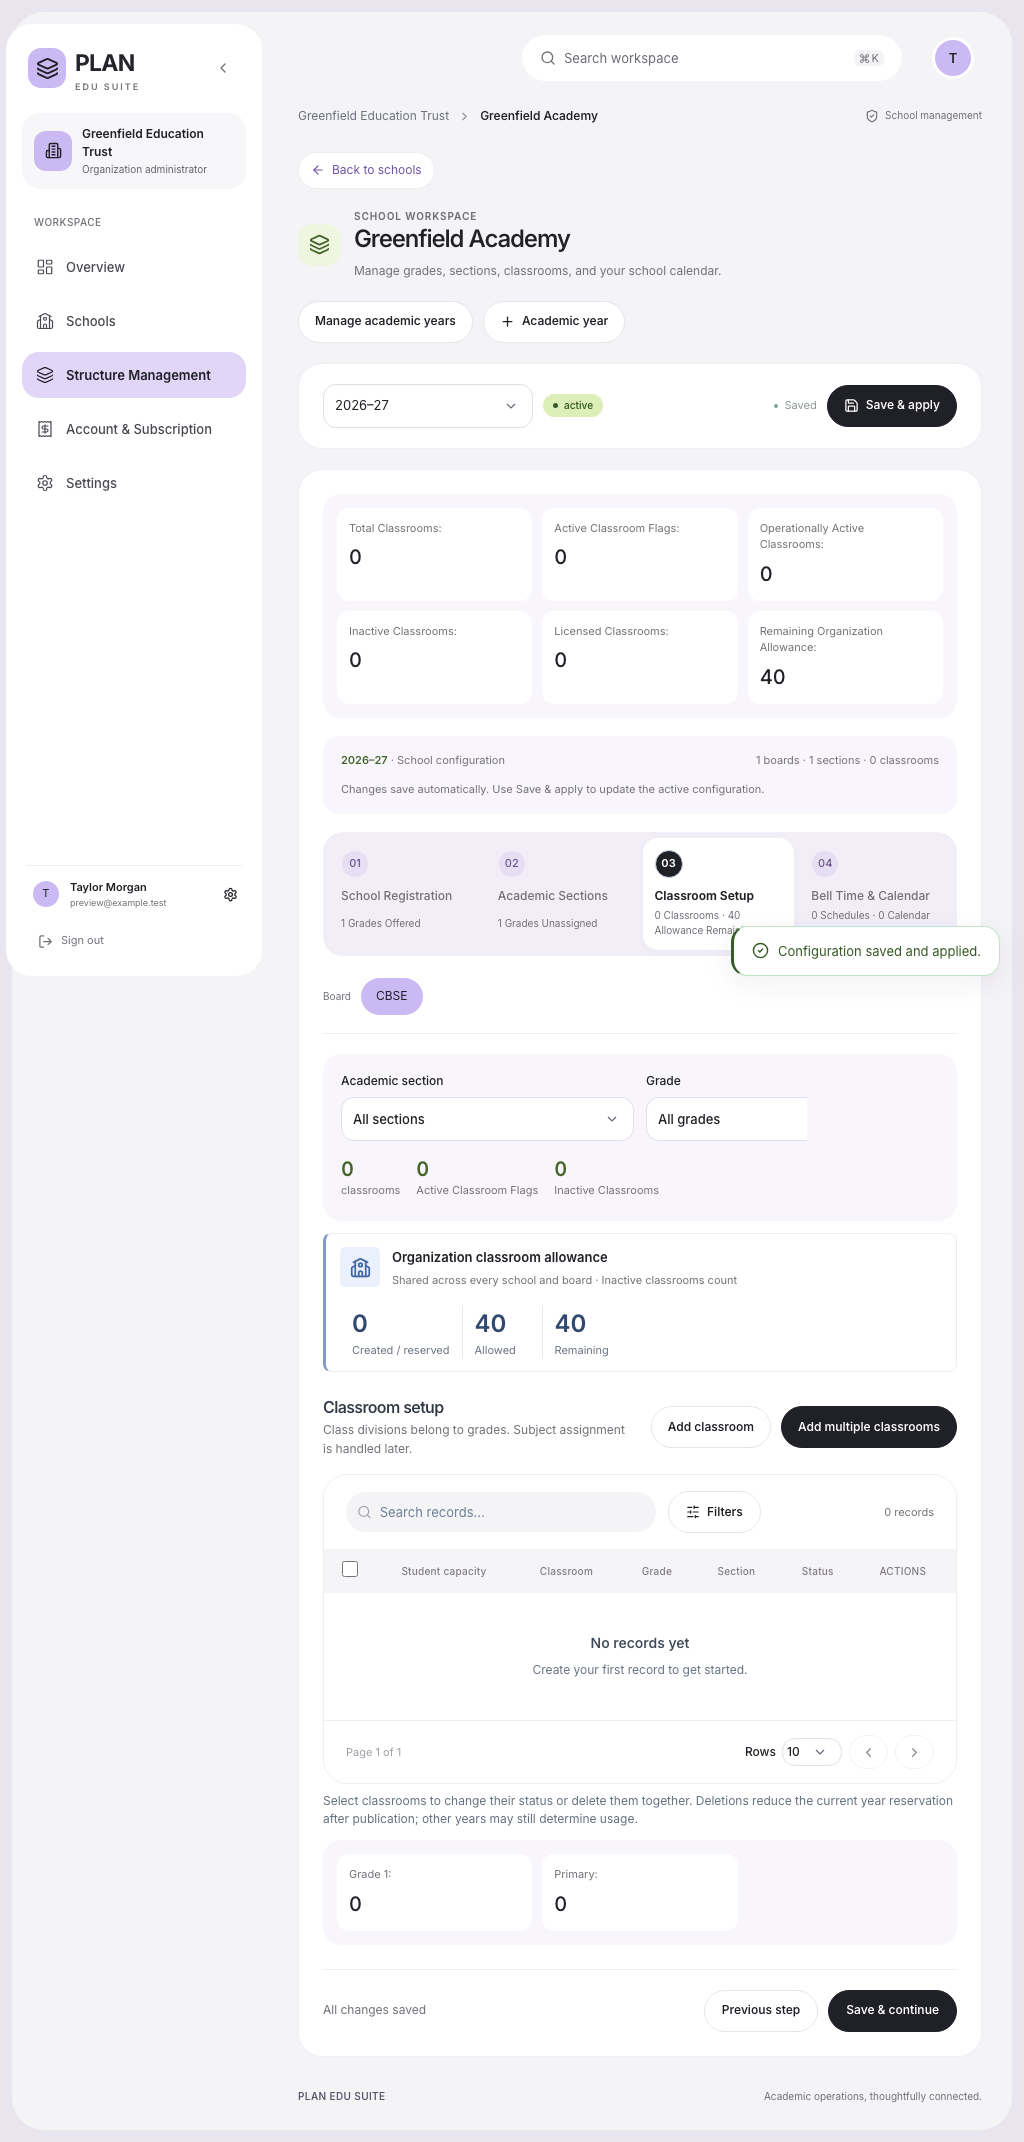 PLAN
EDU SUITE
Greenfield Education
Trust
Organization administrator
WORKSPACE
Overview
Schools
Structure Management
Account & Subscription
Settings
T
Taylor Morgan
preview@example.test
Sign out
Search workspace
⌘K
T
Greenfield Education Trust > Greenfield Academy
School management
Back to schools
SCHOOL WORKSPACE
Greenfield Academy
Manage grades, sections, classrooms, and your school calendar.
Manage academic years
Academic year
2026–27
active
Saved
Save & apply
Total Classrooms:
0
Active Classroom Flags:
0
Operationally Active
Classrooms:
0
Inactive Classrooms:
0
Licensed Classrooms:
0
Remaining Organization
Allowance:
40
2026–27 · School configuration
1 boards · 1 sections · 0 classrooms
Changes save automatically. Use Save & apply to update the active configuration.
01
School Registration
1 Grades Offered
02
Academic Sections
1 Grades Unassigned
03
Classroom Setup
0 Classrooms · 40
Allowance Remai
04
Bell Time & Calendar
0 Schedules · 0 Calendar
Configuration saved and applied.
Board
CBSE
Academic section
All sections
Grade
All grades
0
classrooms
0
Active Classroom Flags
0
Inactive Classrooms
Organization classroom allowance
Shared across every school and board · Inactive classrooms count
0
Created / reserved
40
Allowed
40
Remaining
Classroom setup
Class divisions belong to grades. Subject assignment
is handled later.
Add classroom
Add multiple classrooms
Search records...
Filters
0 records
Student capacity
Classroom
Grade
Section
Status
ACTIONS
No records yet
Create your first record to get started.
Page 1 of 1
Rows
10
Select classrooms to change their status or delete them together. Deletions reduce the current year reservation
after publication; other years may still determine usage.
Grade 1:
0
Primary:
0
All changes saved
Previous step
Save & continue
PLAN EDU SUITE
Academic operations, thoughtfully connected.